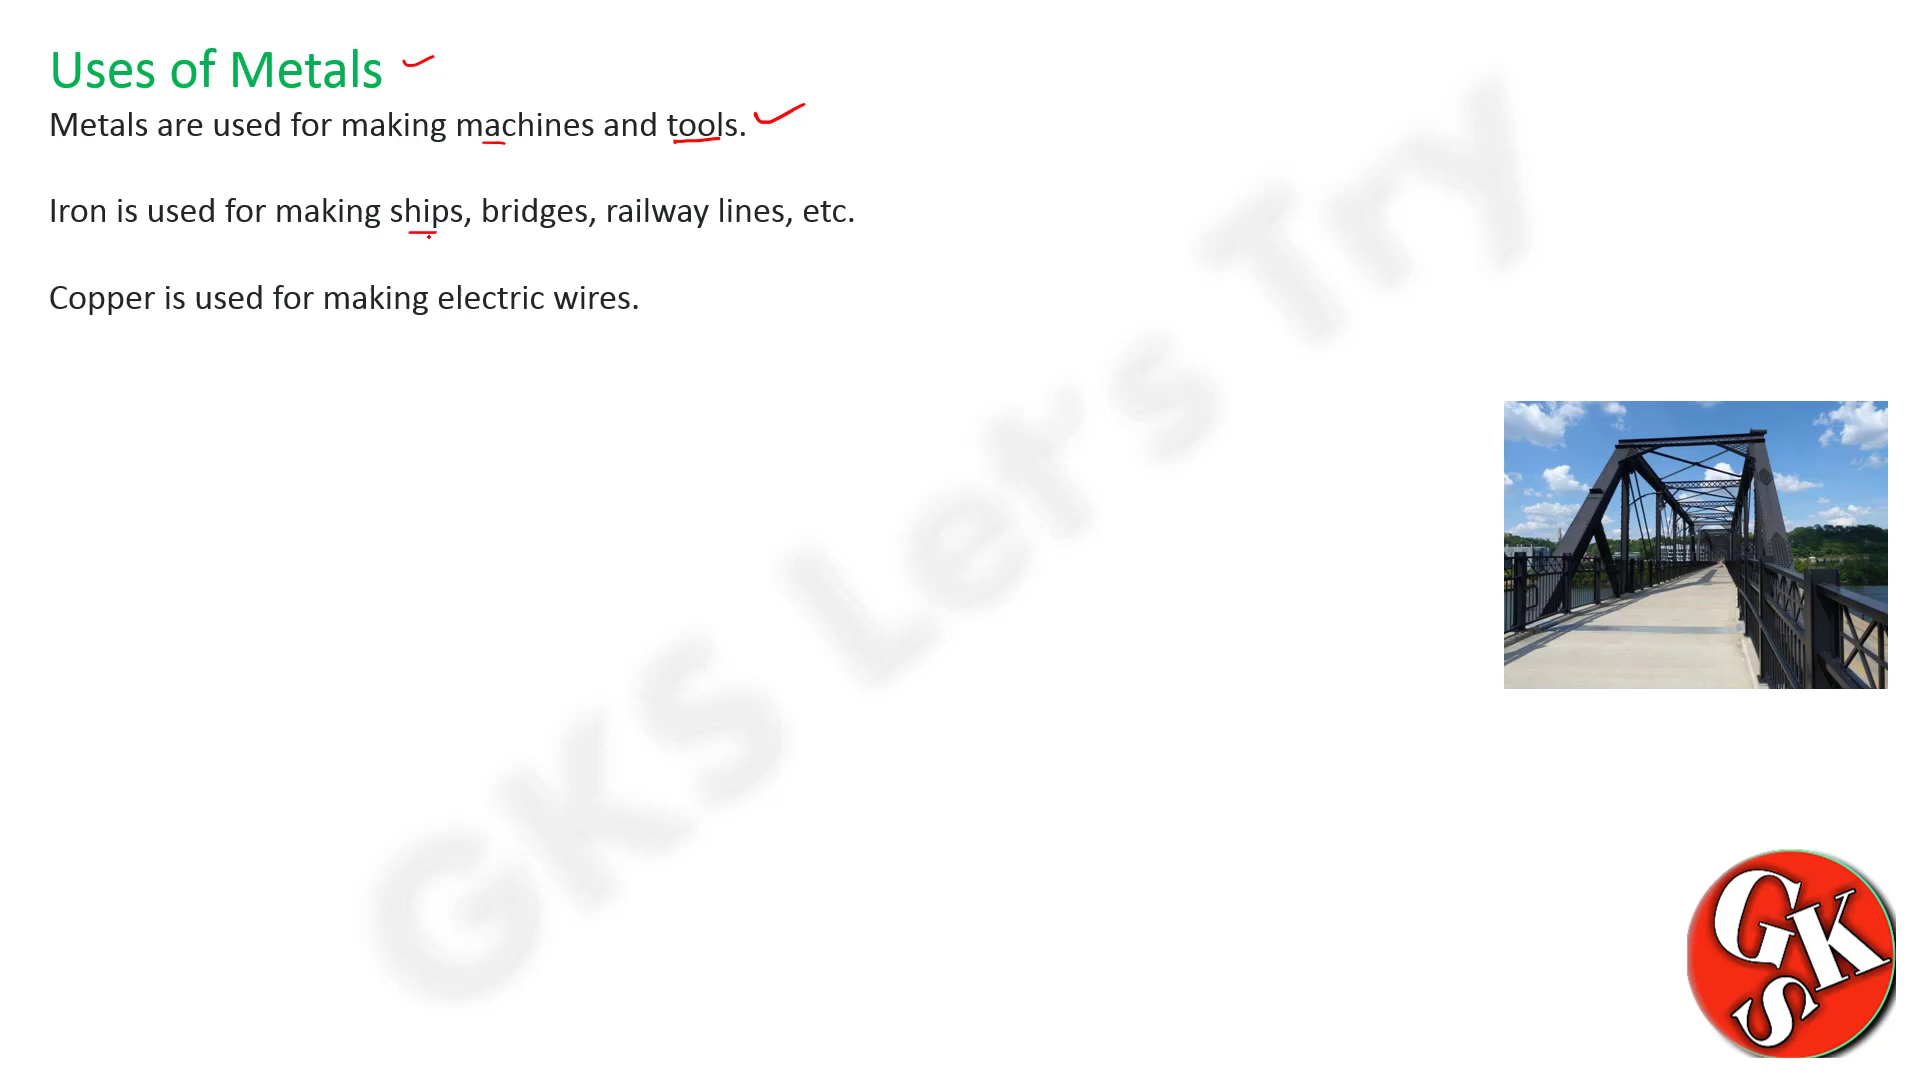 Uses of Metals
Metals are used for making machines and tools.
Iron is used for making ships, bridges, railway lines, etc.
Copper is used for making electric wires.
GKS Lers Try
GKS